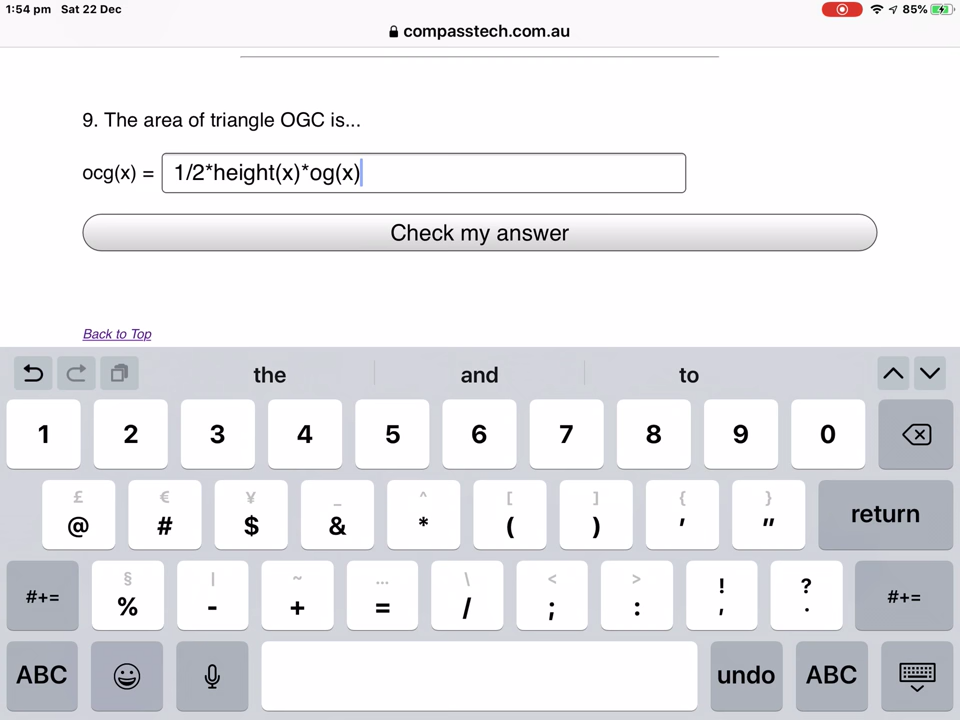 1:54 pm Sat 22 Dec 85%
compasstech.com.au
9. The area of triangle OGC is...
ocg(x) = 1/2*height(x)*og(x)
Check my answer
Back to Top
the and to
1 2 3 4 5 6 7 8 9 0
£ € ¥ _ ^ [ ] { }
@ # $ & * ( ) ' " return
§ | ~ ... \ < > ! ?
#+= % - + = / ; : , . #+=
ABC undo ABC